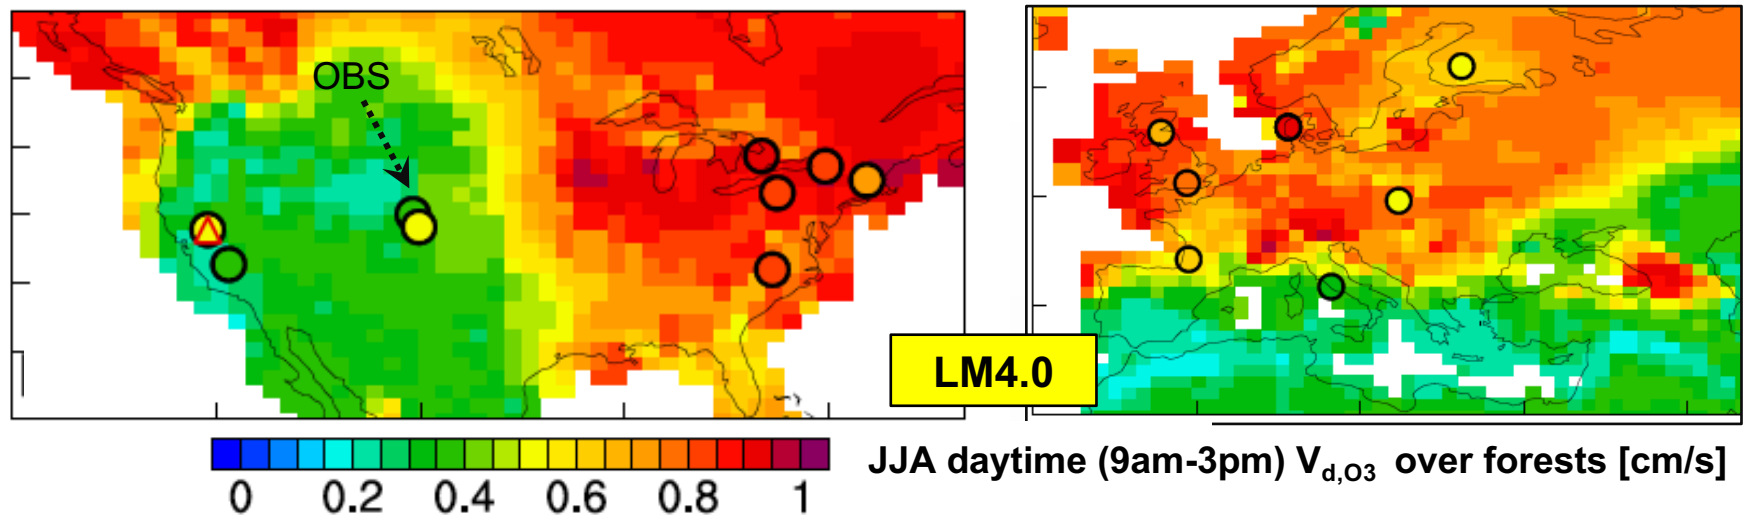 OBS
LM4.0
JJA daytime (9am-3pm) Vd,O3 over forests [cm/s]
0 0.2 0.4 0.6 0.8 1